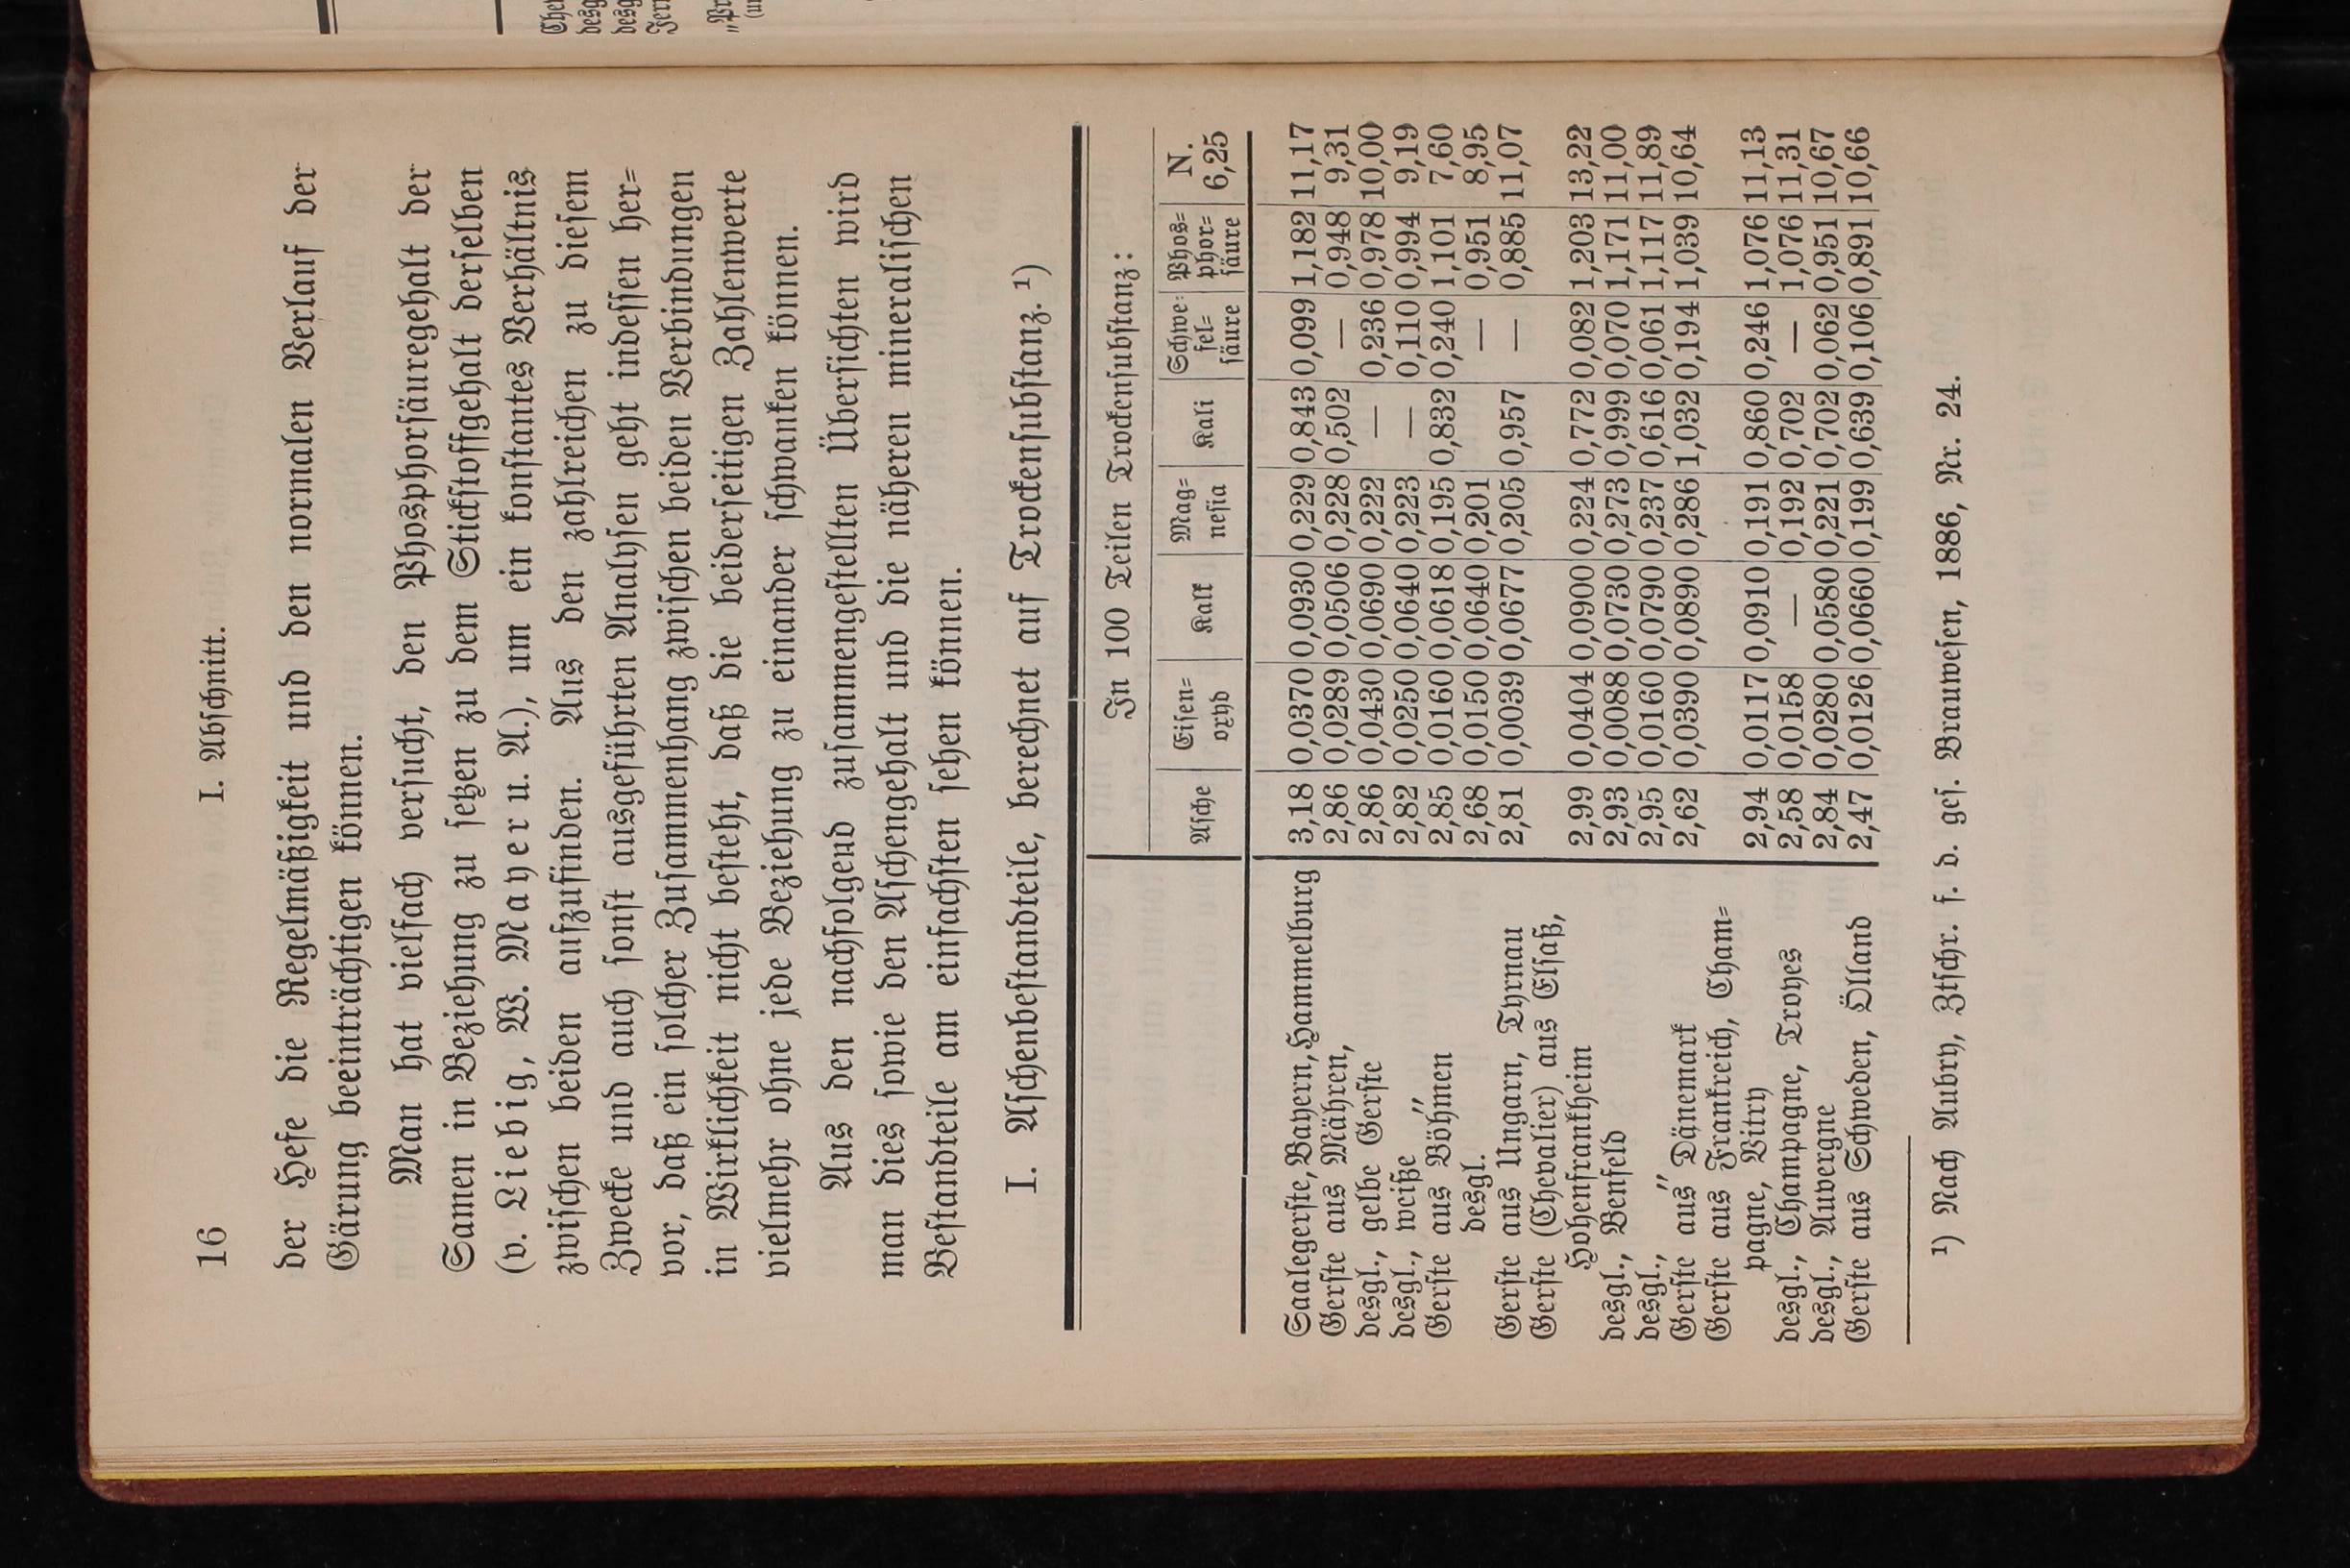 16
I. Abschnitt.
der Hefe die Regelmäßigkeit und den normalen Verlauf der
Gärung beeinträchtigen können.
Man hat vielfach versucht, den Phosphorsäuregehalt der
Samen in Beziehung zu setzen zu dem Stickstoffgehalt derselben
(v. Liebig, W. Mayer u. A.), um ein konstantes Verhältnis
zwischen beiden aufzufinden. Aus den zahlreichen zu diesem
Zwecke und auch sonst ausgeführten Analysen geht indessen her=
vor, daß ein solcher Zusammenhang zwischen beiden Verbindungen
in Wirklichkeit nicht besteht, daß die beiderseitigen Zahlenwerte
vielmehr ohne jede Beziehung zu einander schwanken können.
Aus den nachfolgend zusammengestellten Übersichten wird
man dies sowie den Aschengehalt und die näheren mineralischen
Bestandteile am einfachsten sehen können.
I. Aschenbestandteile, berechnet auf Trockensubstanz. ¹)
In 100 Teilen Trockensubstanz:
Asche Eisen=oxyd Kalk Mag=nesia Kali Schwe=fel=säure Phos=phor=säure N. 6,25
Saalegerste, Bayern, Hammelburg 3,18 0,0370 0,0930 0,229 0,843 0,099 1,182 11,17
Gerste aus Mähren, 2,86 0,0289 0,0506 0,228 0,502 — 0,948 9,31
desgl., gelbe Gerste 2,86 0,0430 0,0690 0,222 — 0,236 0,978 10,00
desgl., weiße " 2,82 0,0250 0,0640 0,223 — 0,110 0,994 9,19
Gerste aus Böhmen 2,85 0,0160 0,0618 0,195 0,832 0,240 1,101 7,60
desgl. 2,68 0,0150 0,0640 0,201 — 0,951 8,95
Gerste aus Ungarn, Thrnau 2,81 0,0039 0,0677 0,205 0,957 — 0,885 11,07
Gerste (Chevalier) aus Elsaß,
Hohenfrankheim 2,99 0,0404 0,0900 0,224 0,772 0,082 1,203 13,22
desgl., Benfeld 2,93 0,0088 0,0730 0,273 0,999 0,070 1,171 11,00
desgl., " 2,95 0,0160 0,0790 0,237 0,616 0,061 1,117 11,89
Gerste aus Dänemark 2,62 0,0390 0,0890 0,286 1,032 0,194 1,039 10,64
Gerste aus Frankreich, Cham=
pagne, Vitry 2,94 0,0117 0,0910 0,191 0,860 0,246 1,076 11,13
desgl., Champagne, Troyes 2,58 0,0158 — 0,192 0,702 — 1,076 11,31
desgl., Auvergne 2,84 0,0280 0,0580 0,221 0,702 0,062 0,951 10,67
Gerste aus Schweden, Ölland 2,47 0,0126 0,0660 0,199 0,639 0,106 0,891 10,66
¹) Nach Aubry, Ztschr. f. d. ges. Brauwesen, 1886, Nr. 24.